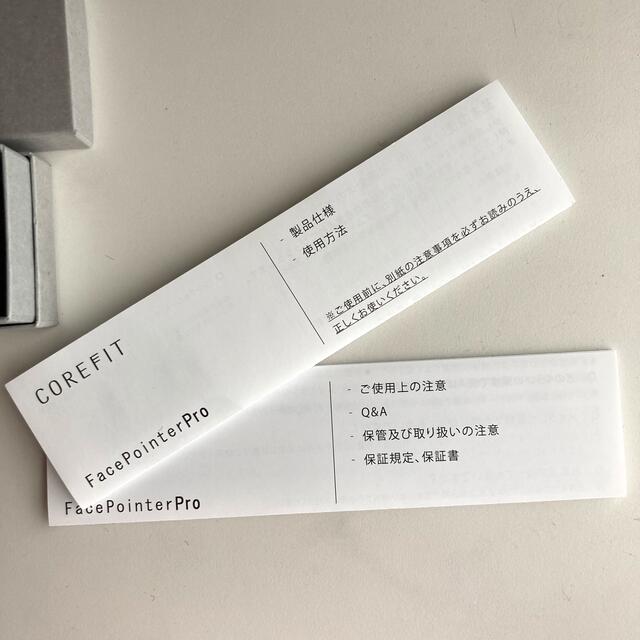 COREFIT
FacePointerPro
- 製品仕様
- 使用方法
※ご使用前に、別紙の注意事項を必ずお読みのうえ、
正しくお使いください。
FacePointerPro
- ご使用上の注意
- Q&A
- 保管及び取り扱いの注意
- 保証規定、保証書